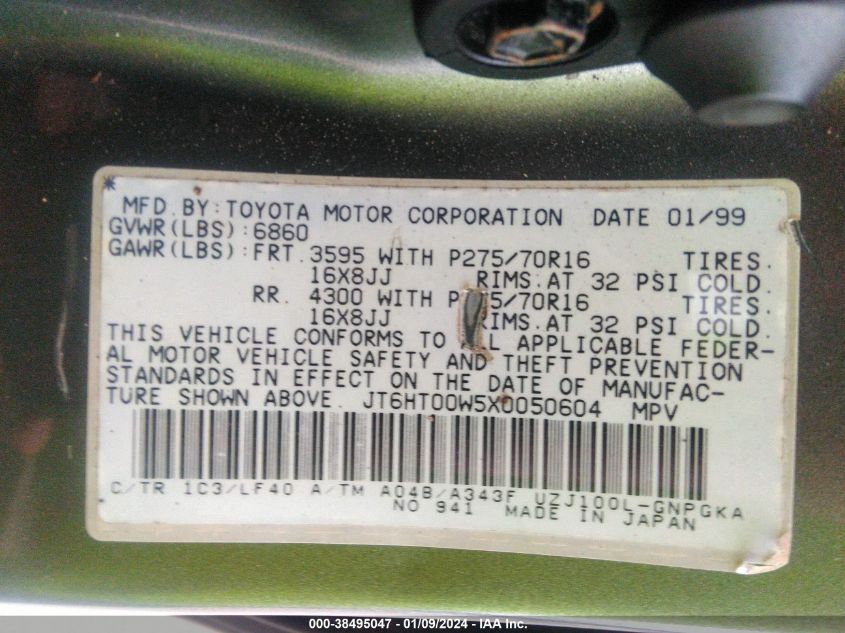 * MFD. BY: TOYOTA MOTOR CORPORATION DATE 01/99
GVWR(LBS): 6860
GAWR(LBS): FRT. 3595 WITH P275/70R16 TIRES.
16X8JJ RIMS. AT 32 PSI COLD.
RR. 4300 WITH 5/70R16 TIRES.
16X8JJ RIMS. AT 32 PSI COLD.
THIS VEHICLE CONFORMS TO APPLICABLE FEDER-
AL MOTOR VEHICLE SAFETY AND THEFT PREVENTION
STANDARDS IN EFFECT ON THE DATE OF MANUFAC-
TURE SHOWN ABOVE. JT6HT00W5X0050604 MPV
C/TR 1C3/LF40 A/TM A04B/A343F UZJ100L-GNPGKA
NO 941 MADE IN JAPAN
000-38495047 - 01/09/2024 - IAA Inc.